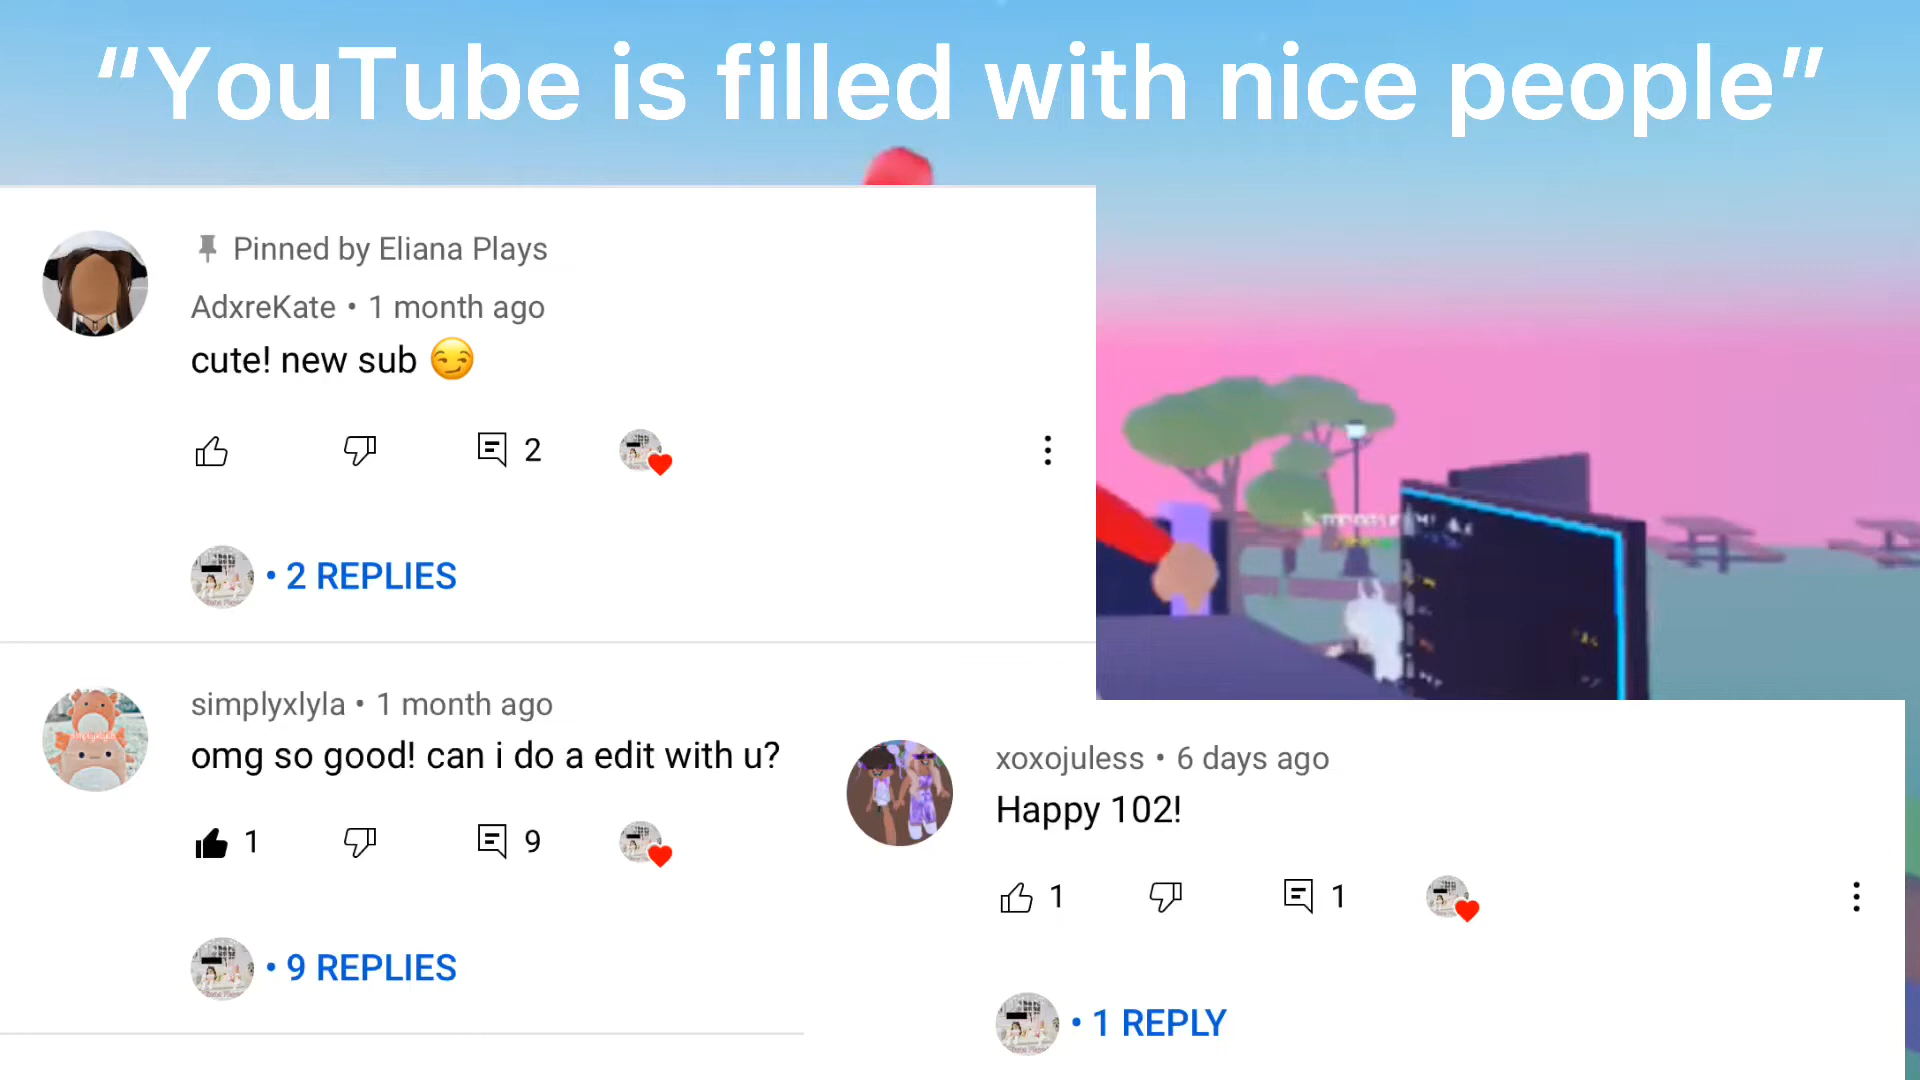 “YouTube is filled with nice people”
Pinned by Eliana Plays
AdxreKate • 1 month ago
cute! new sub 😏
2
• 2 REPLIES
simplyxlyla • 1 month ago
omg so good! can i do a edit with u?
1 9
• 9 REPLIES
xoxojuless • 6 days ago
Happy 102!
1 1
• 1 REPLY